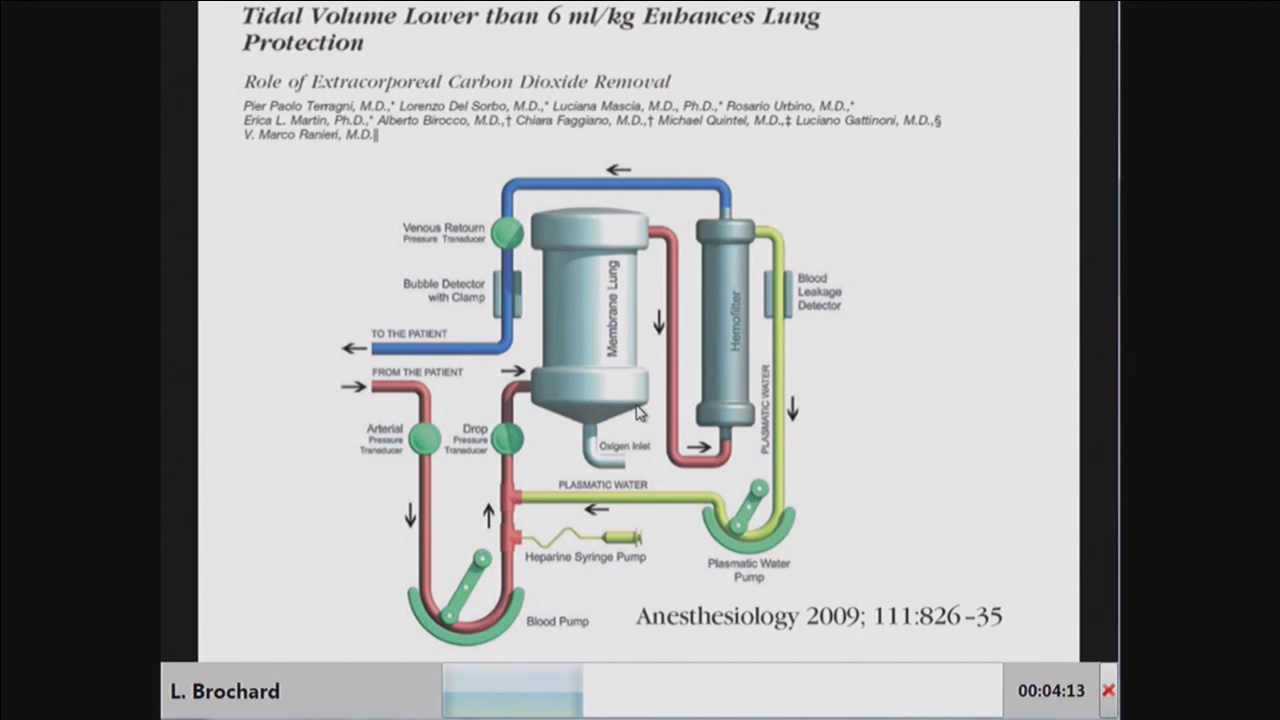 Tidal Volume Lower than 6 ml/kg Enhances Lung
Protection
Role of Extracorporeal Carbon Dioxide Removal
Pier Paolo Terragni, M.D.,* Lorenzo Del Sorbo, M.D.,* Luciana Mascia, M.D., Ph.D.,* Rosario Urbino, M.D.,*
Erica L. Martin, Ph.D.,* Alberto Birocco, M.D.,† Chiara Faggiano, M.D.,† Michael Quintel, M.D.,‡ Luciano Gattinoni, M.D.,§
V. Marco Ranieri, M.D.‖
Venous Retourn
Pressure Transducer
Bubble Detector
with Clamp
TO THE PATIENT
FROM THE PATIENT
Arterial
Pressure
Transducer
Drop
Pressure
Transducer
Membrane Lung
Oxigen Inlet
Hemofilter
Blood
Leakage
Detector
PLASMATIC WATER
PLASMATIC WATER
Heparine Syringe Pump
Plasmatic Water
Pump
Blood Pump
Anesthesiology 2009; 111:826–35
L. Brochard
00:04:13